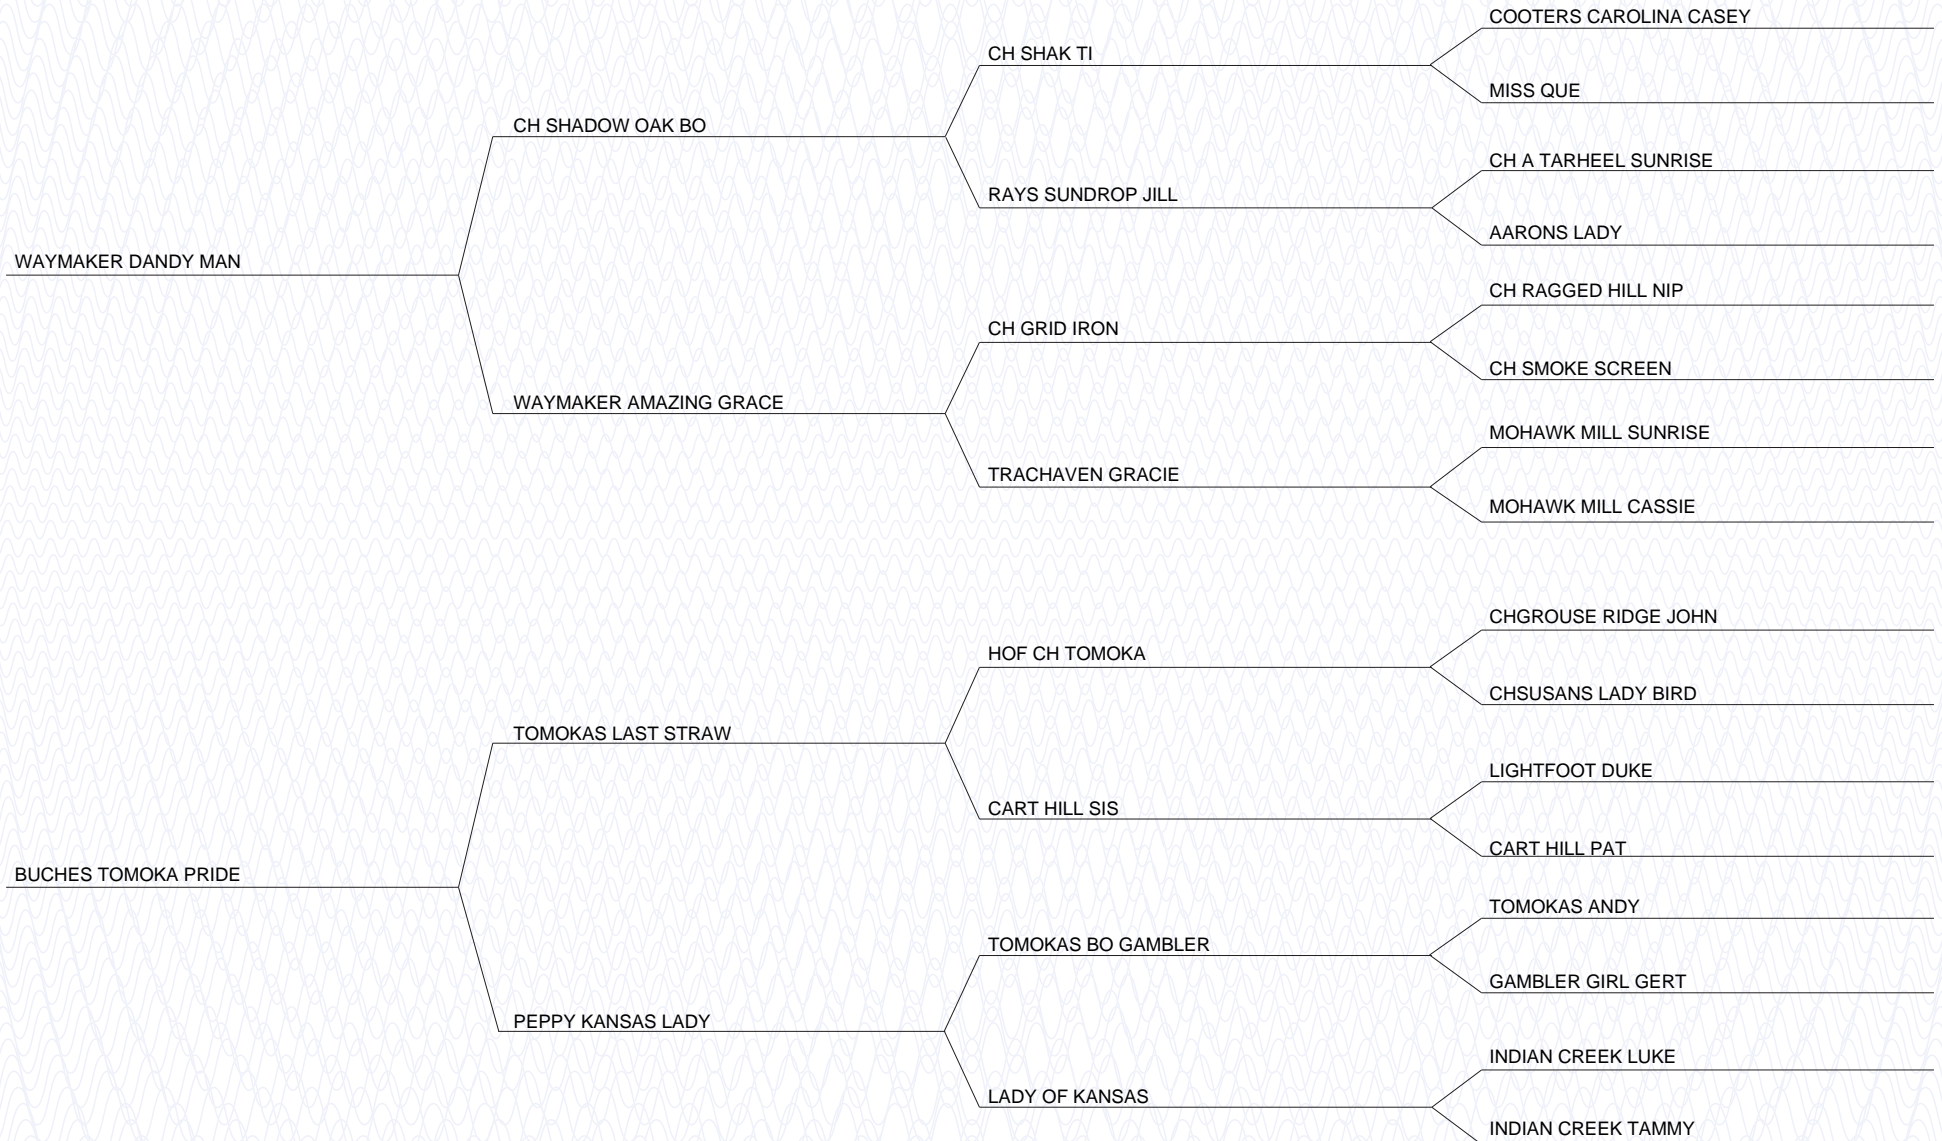 COOTERS CAROLINA CASEY
CH SHAK TI
MISS QUE
CH SHADOW OAK BO
CH A TARHEEL SUNRISE
RAYS SUNDROP JILL
AARONS LADY
WAYMAKER DANDY MAN
CH RAGGED HILL NIP
CH GRID IRON
CH SMOKE SCREEN
WAYMAKER AMAZING GRACE
MOHAWK MILL SUNRISE
TRACHAVEN GRACIE
MOHAWK MILL CASSIE
CHGROUSE RIDGE JOHN
HOF CH TOMOKA
CHSUSANS LADY BIRD
TOMOKAS LAST STRAW
LIGHTFOOT DUKE
CART HILL SIS
CART HILL PAT
BUCHES TOMOKA PRIDE
TOMOKAS ANDY
TOMOKAS BO GAMBLER
GAMBLER GIRL GERT
PEPPY KANSAS LADY
INDIAN CREEK LUKE
LADY OF KANSAS
INDIAN CREEK TAMMY